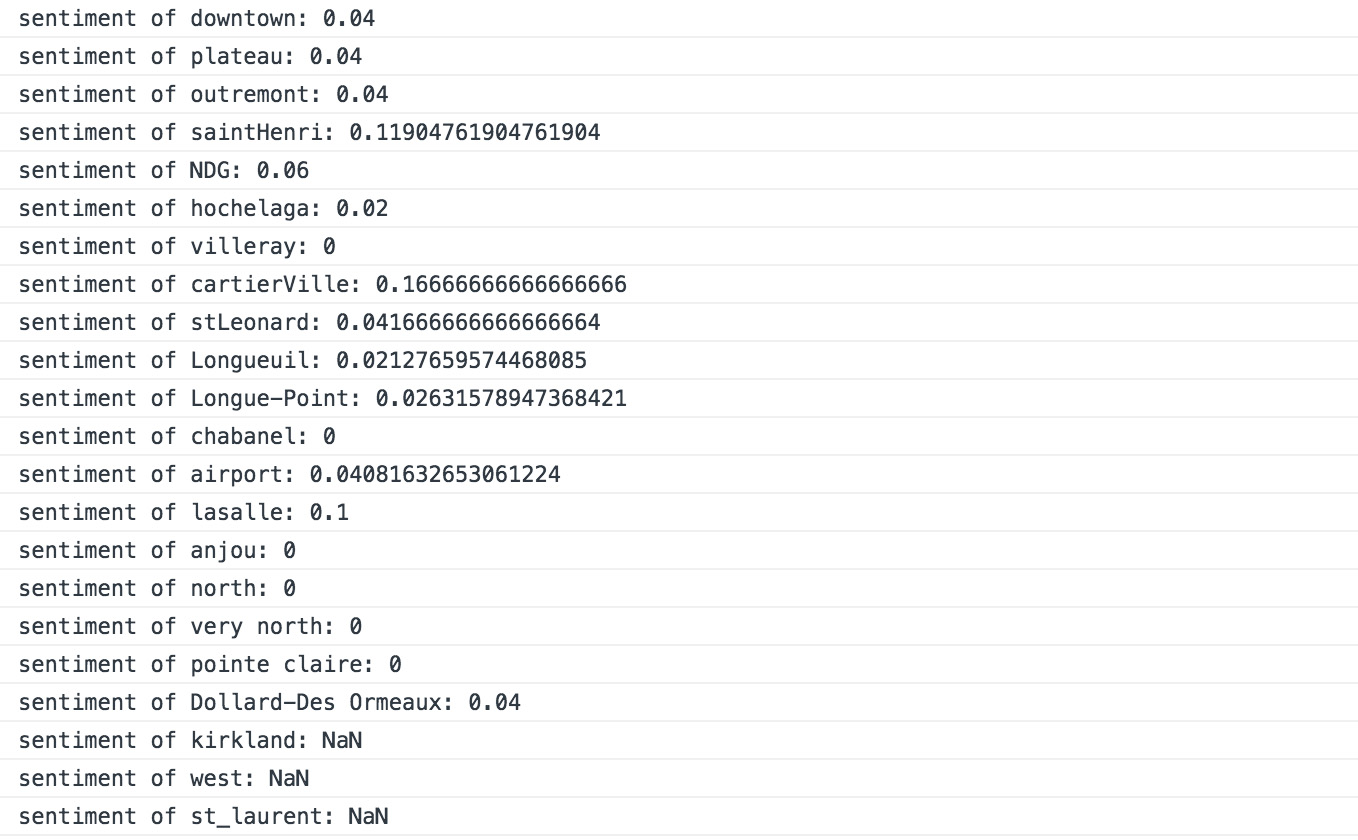 sentiment of downtown: 0.04
sentiment of plateau: 0.04
sentiment of outremont: 0.04
sentiment of saintHenri: 0.11904761904761904
sentiment of NDG: 0.06
sentiment of hochelaga: 0.02
sentiment of villeray: 0
sentiment of cartierVille: 0.16666666666666666
sentiment of stLeonard: 0.041666666666666664
sentiment of Longueuil: 0.02127659574468085
sentiment of Longue-Point: 0.02631578947368421
sentiment of chabanel: 0
sentiment of airport: 0.04081632653061224
sentiment of lasalle: 0.1
sentiment of anjou: 0
sentiment of north: 0
sentiment of very north: 0
sentiment of pointe claire: 0
sentiment of Dollard-Des Ormeaux: 0.04
sentiment of kirkland: NaN
sentiment of west: NaN
sentiment of st_laurent: NaN